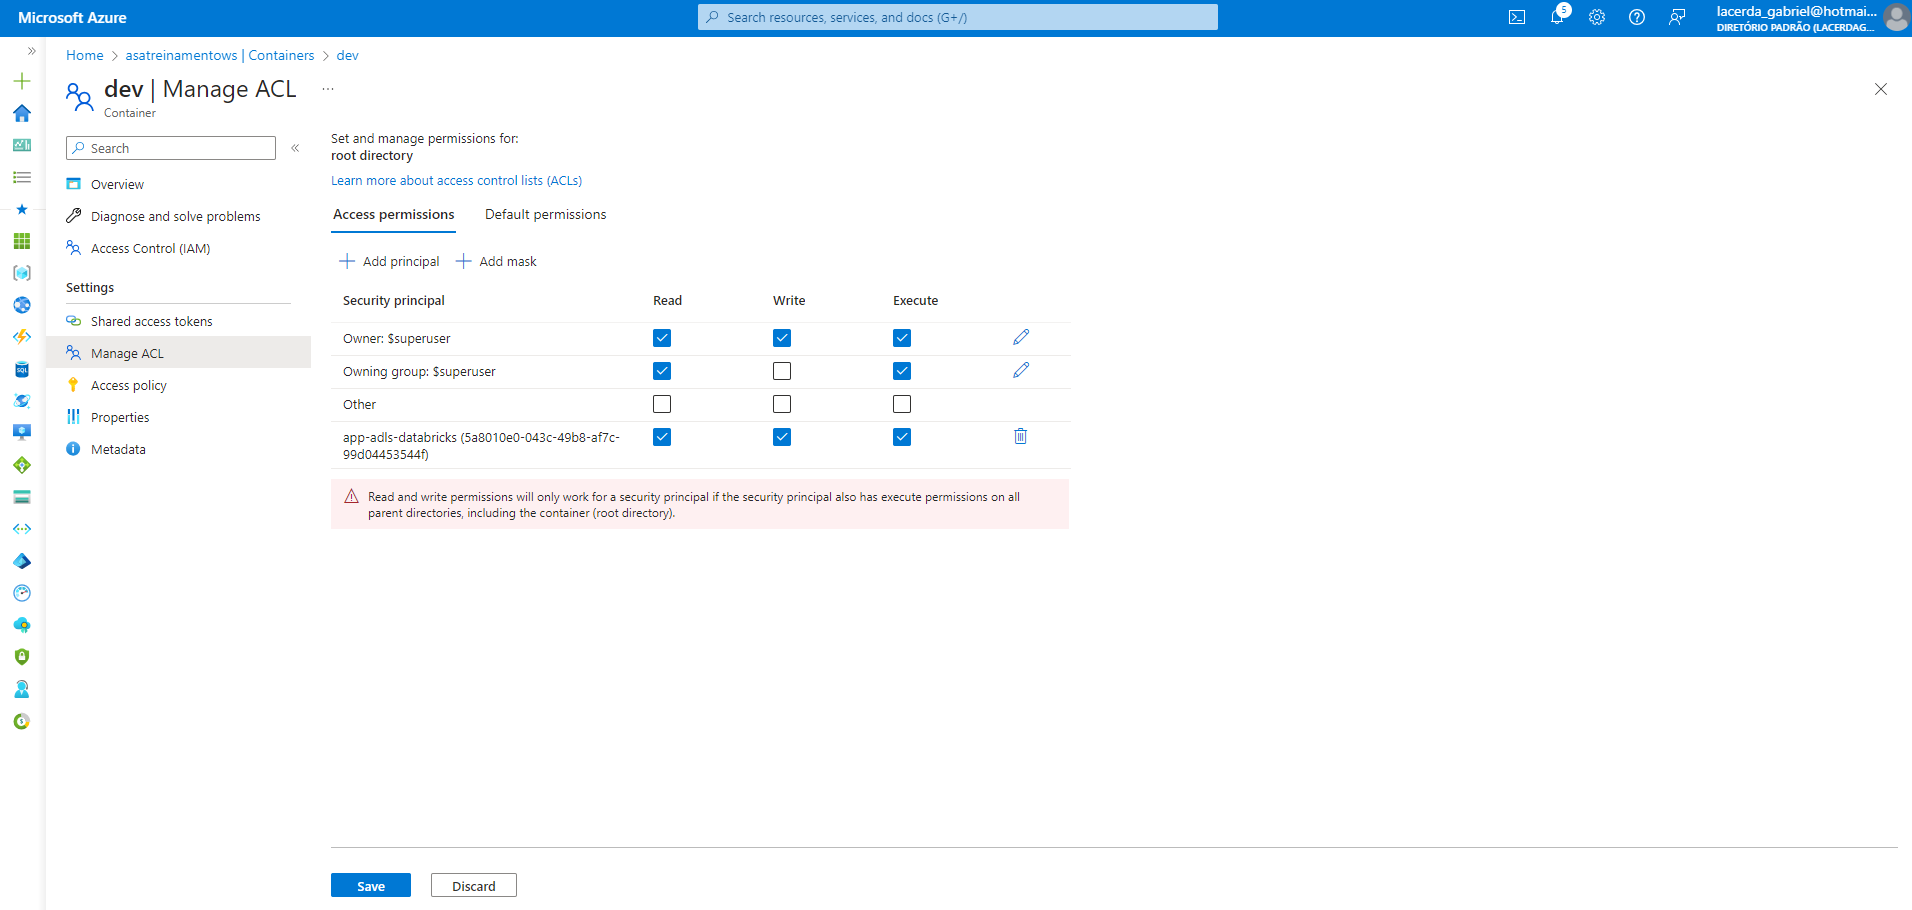 Microsoft Azure
Search resources, services, and docs (G+/)
5
lacerda_gabriel@hotmai...
DIRETÓRIO PADRÃO (LACERDAG...
Home > asatreinamentows | Containers > dev
dev | Manage ACL ...
Container
Search
Overview
Diagnose and solve problems
Access Control (IAM)
Settings
Shared access tokens
Manage ACL
Access policy
Properties
Metadata
Set and manage permissions for:
root directory
Learn more about access control lists (ACLs)
Access permissions Default permissions
Add principal Add mask
Security principal Read Write Execute
Owner: $superuser
Owning group: $superuser
Other
app-adls-databricks (5a8010e0-043c-49b8-af7c-
99d04453544f)
Read and write permissions will only work for a security principal if the security principal also has execute permissions on all
parent directories, including the container (root directory).
Save Discard